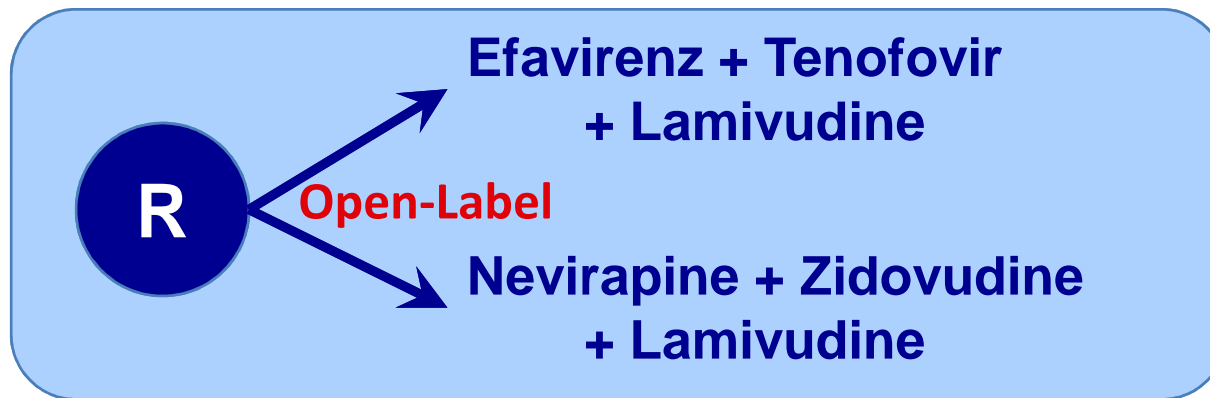 Efavirenz + Tenofovir
+ Lamivudine
R
Open-Label
Nevirapine + Zidovudine
+ Lamivudine